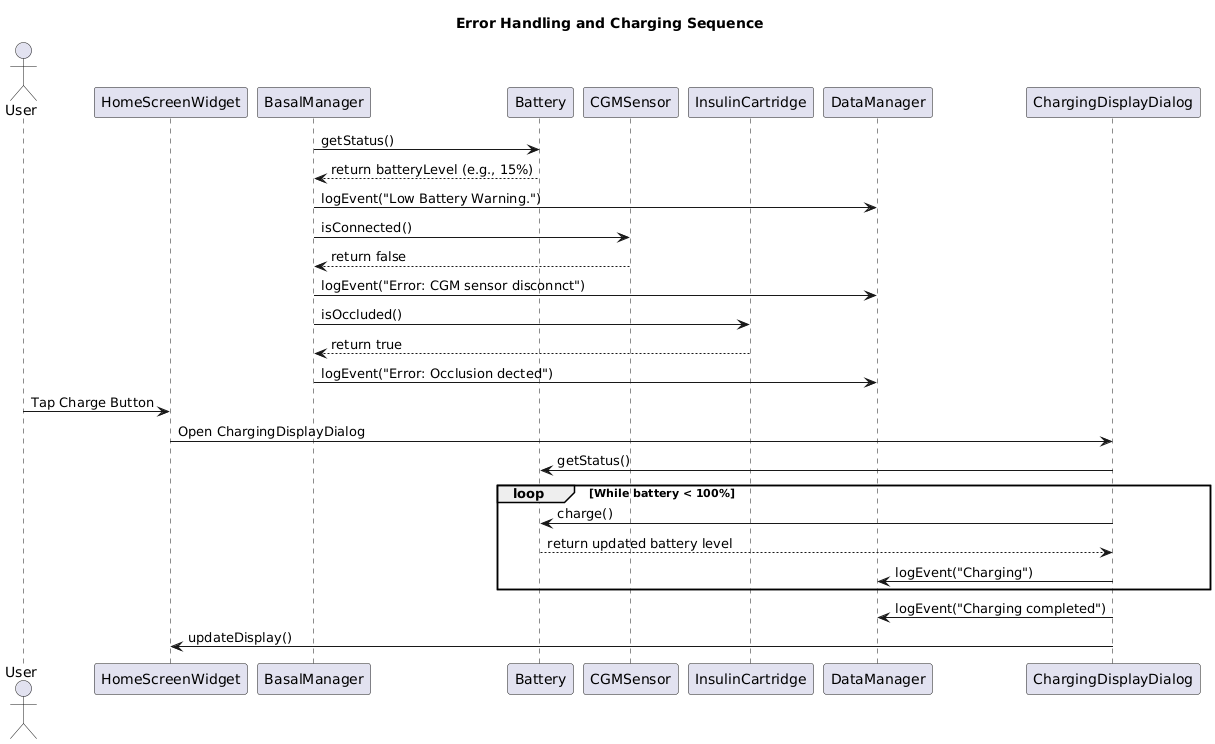 Error Handling and Charging Sequence
User
HomeScreenWidget
BasalManager
Battery
CGMSensor
InsulinCartridge
DataManager
ChargingDisplayDialog
getStatus()
return batteryLevel (e.g., 15%)
logEvent("Low Battery Warning.")
isConnected()
return false
logEvent("Error: CGM sensor disconnct")
isOccluded()
return true
logEvent("Error: Occlusion dected")
Tap Charge Button
Open ChargingDisplayDialog
getStatus()
loop [While battery < 100%]
charge()
return updated battery level
logEvent("Charging")
logEvent("Charging completed")
updateDisplay()
User
HomeScreenWidget
BasalManager
Battery
CGMSensor
InsulinCartridge
DataManager
ChargingDisplayDialog